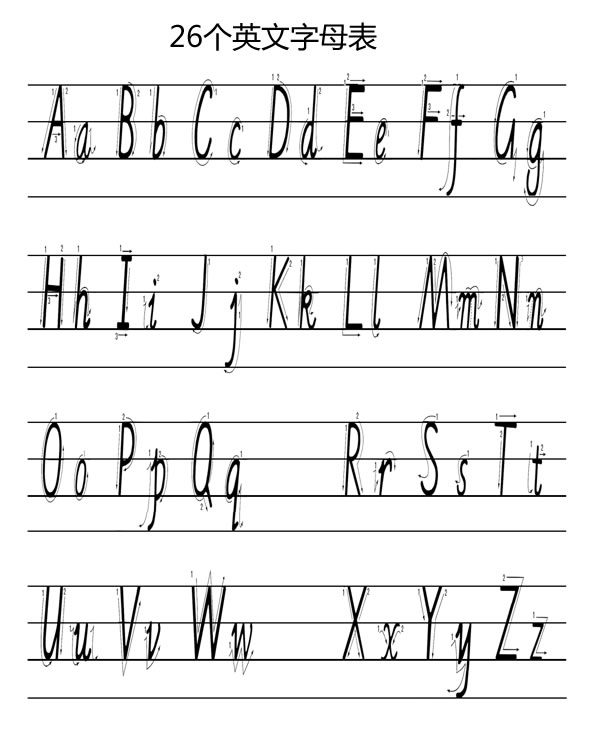 26个英文字母表
Aa Bb Cc Dd Ee Ff Gg
Hh Ii Jj Kk Ll Mm Nn
Oo Pp Qq Rr Ss Tt
Uu Vv Ww Xx Yy Zz